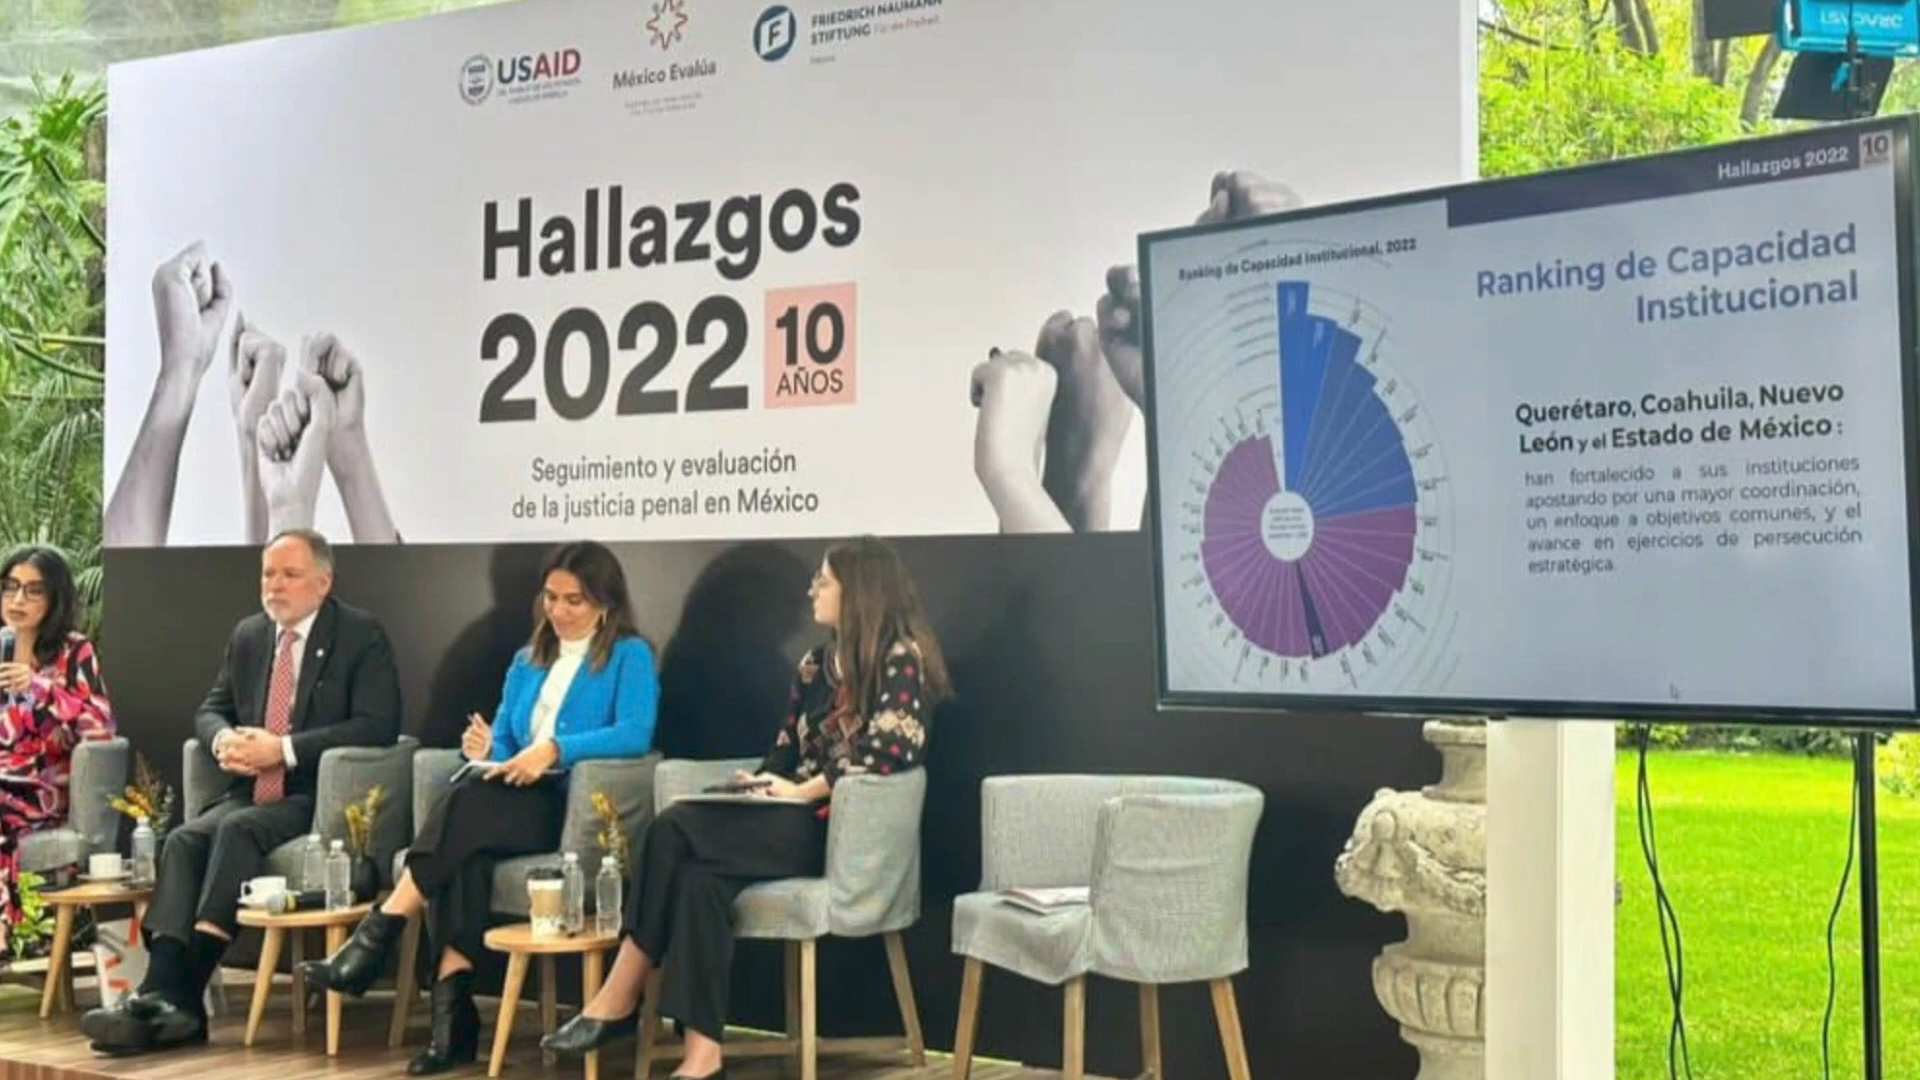 USAID
México Evalúa
FRIEDRICH NAUMANN
STIFTUNG Für die Freiheit.
Hallazgos
2022 10
AÑOS
Seguimiento y evaluación
de la justicia penal en México
Hallazgos 2022 10
Ranking de Capacidad Institucional, 2022
Ranking de Capacidad
Institucional
Querétaro, Coahuila, Nuevo
León y el Estado de México :
han fortalecido a sus instituciones
apostando por una mayor coordinación,
un enfoque a objetivos comunes, y el
avance en ejercicios de persecución
estratégica.